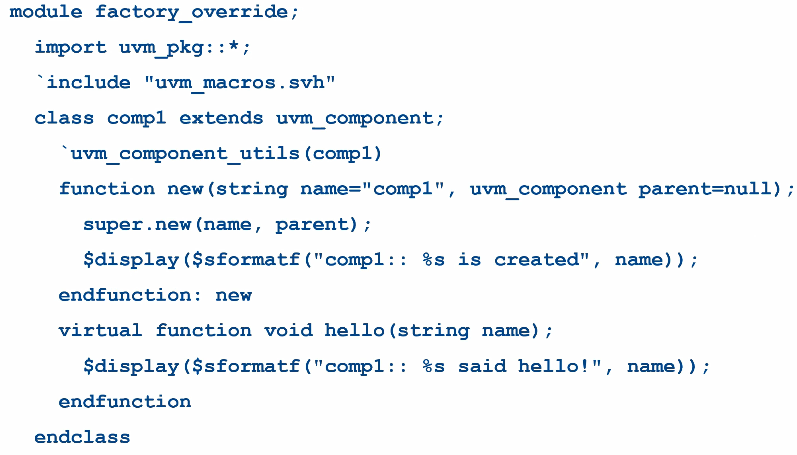 module factory_override;
import uvm_pkg::*;
`include "uvm_macros.svh"
class comp1 extends uvm_component;
`uvm_component_utils(comp1)
function new(string name="comp1", uvm_component parent=null);
super.new(name, parent);
$display($sformatf("comp1:: %s is created", name));
endfunction: new
virtual function void hello(string name);
$display($sformatf("comp1:: %s said hello!", name));
endfunction
endclass